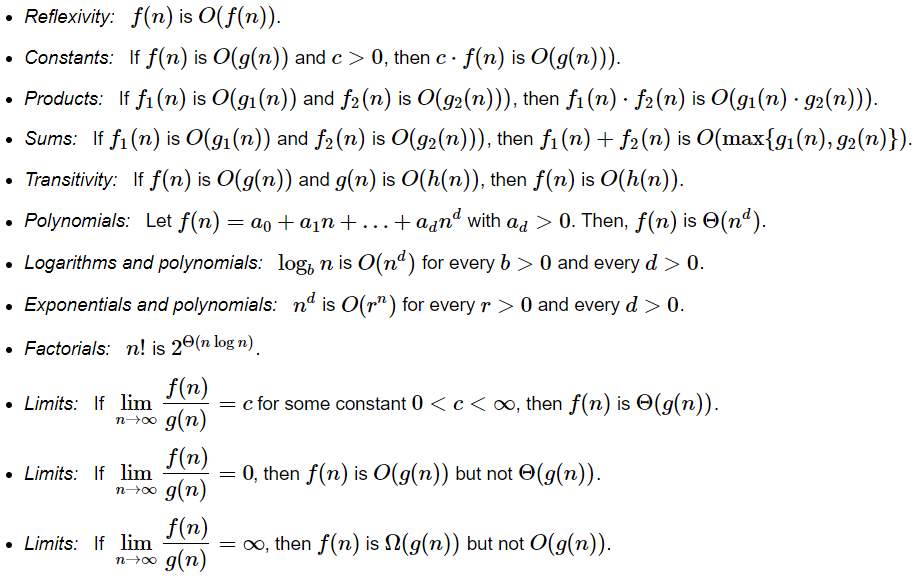 • Reflexivity: f(n) is O(f(n)).
• Constants: If f(n) is O(g(n)) and c > 0, then c · f(n) is O(g(n))).
• Products: If f₁(n) is O(g₁(n)) and f₂(n) is O(g₂(n))), then f₁(n) · f₂(n) is O(g₁(n) · g₂(n))).
• Sums: If f₁(n) is O(g₁(n)) and f₂(n) is O(g₂(n))), then f₁(n) + f₂(n) is O(max{g₁(n), g₂(n)}).
• Transitivity: If f(n) is O(g(n)) and g(n) is O(h(n)), then f(n) is O(h(n)).
• Polynomials: Let f(n) = a₀ + a₁n + … + a_d n^d with a_d > 0. Then, f(n) is Θ(n^d).
• Logarithms and polynomials: log_b n is O(n^d) for every b > 0 and every d > 0.
• Exponentials and polynomials: n^d is O(r^n) for every r > 0 and every d > 0.
• Factorials: n! is 2^Θ(n log n).
• Limits: If lim_{n→∞} f(n)/g(n) = c for some constant 0 < c < ∞, then f(n) is Θ(g(n)).
• Limits: If lim_{n→∞} f(n)/g(n) = 0, then f(n) is O(g(n)) but not Θ(g(n)).
• Limits: If lim_{n→∞} f(n)/g(n) = ∞, then f(n) is Ω(g(n)) but not O(g(n)).